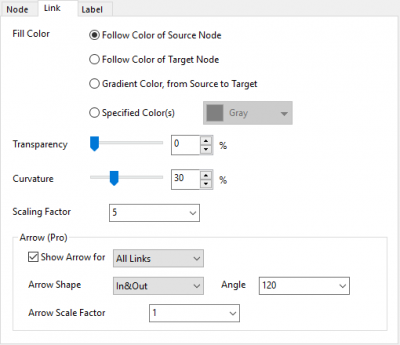 Node Link Label
Fill Color Follow Color of Source Node
Follow Color of Target Node
Gradient Color, from Source to Target
Specified Color(s) Gray
Transparency 0 %
Curvature 30 %
Scaling Factor 5
Arrow (Pro)
Show Arrow for All Links
Arrow Shape In&Out Angle 120
Arrow Scale Factor 1